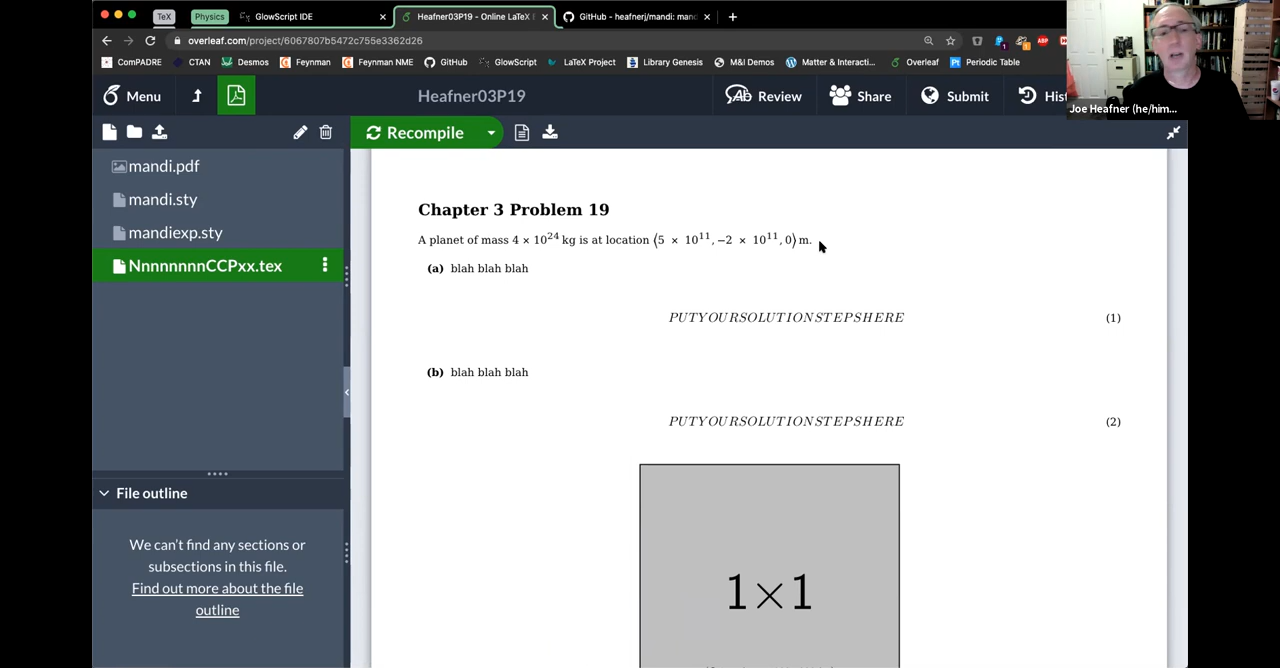 TeX Physics GlowScript IDE × Heafner03P19 - Online LaTeX E × GitHub - hefnerj/mandi: mand ×
overleaf.com/project/6067807b5472c755e3362d26
ComPADRE CTAN Desmos Feynman Feynman NME GitHub GlowScript LaTeX Project Library Genesis M&I Demos Matter & Interacti... Overleaf Periodic Table
Joe Heafner (he/him...
Menu Heafner03P19 Review Share Submit Hist
Recompile
mandi.pdf
mandi.sty
mandiexp.sty
NnnnnnnnCCPxx.tex
Chapter 3 Problem 19
A planet of mass 4 × 10²⁴ kg is at location ⟨5 × 10¹¹, −2 × 10¹¹, 0⟩ m.
(a) blah blah blah
PUTYOURSOLUTIONSTEPSHERE (1)
(b) blah blah blah
PUTYOURSOLUTIONSTEPSHERE (2)
1×1
File outline
We can't find any sections or
subsections in this file.
Find out more about the file
outline